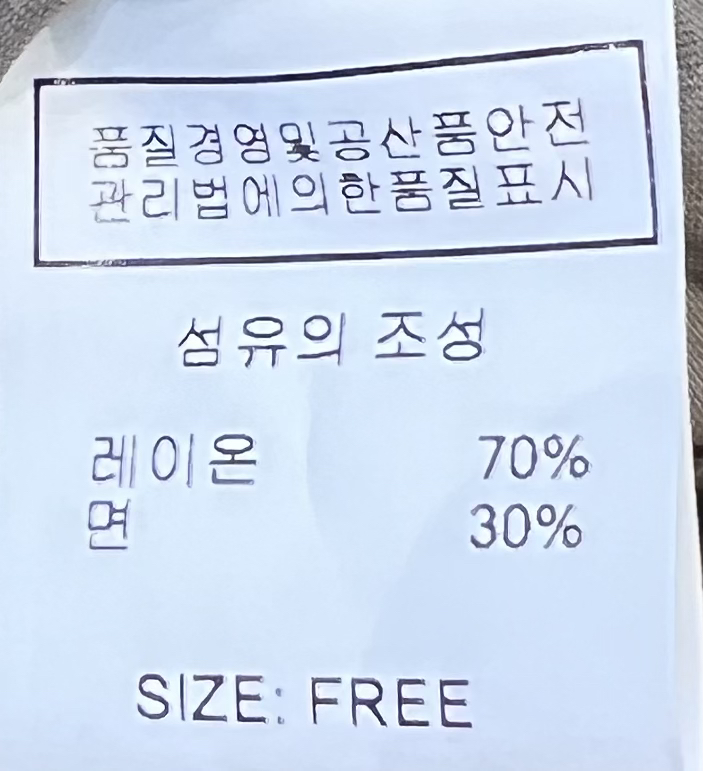 품질경영및공산품안전
관리법에의한품질표시
섬유의 조성
레이온 70%
면 30%
SIZE: FREE